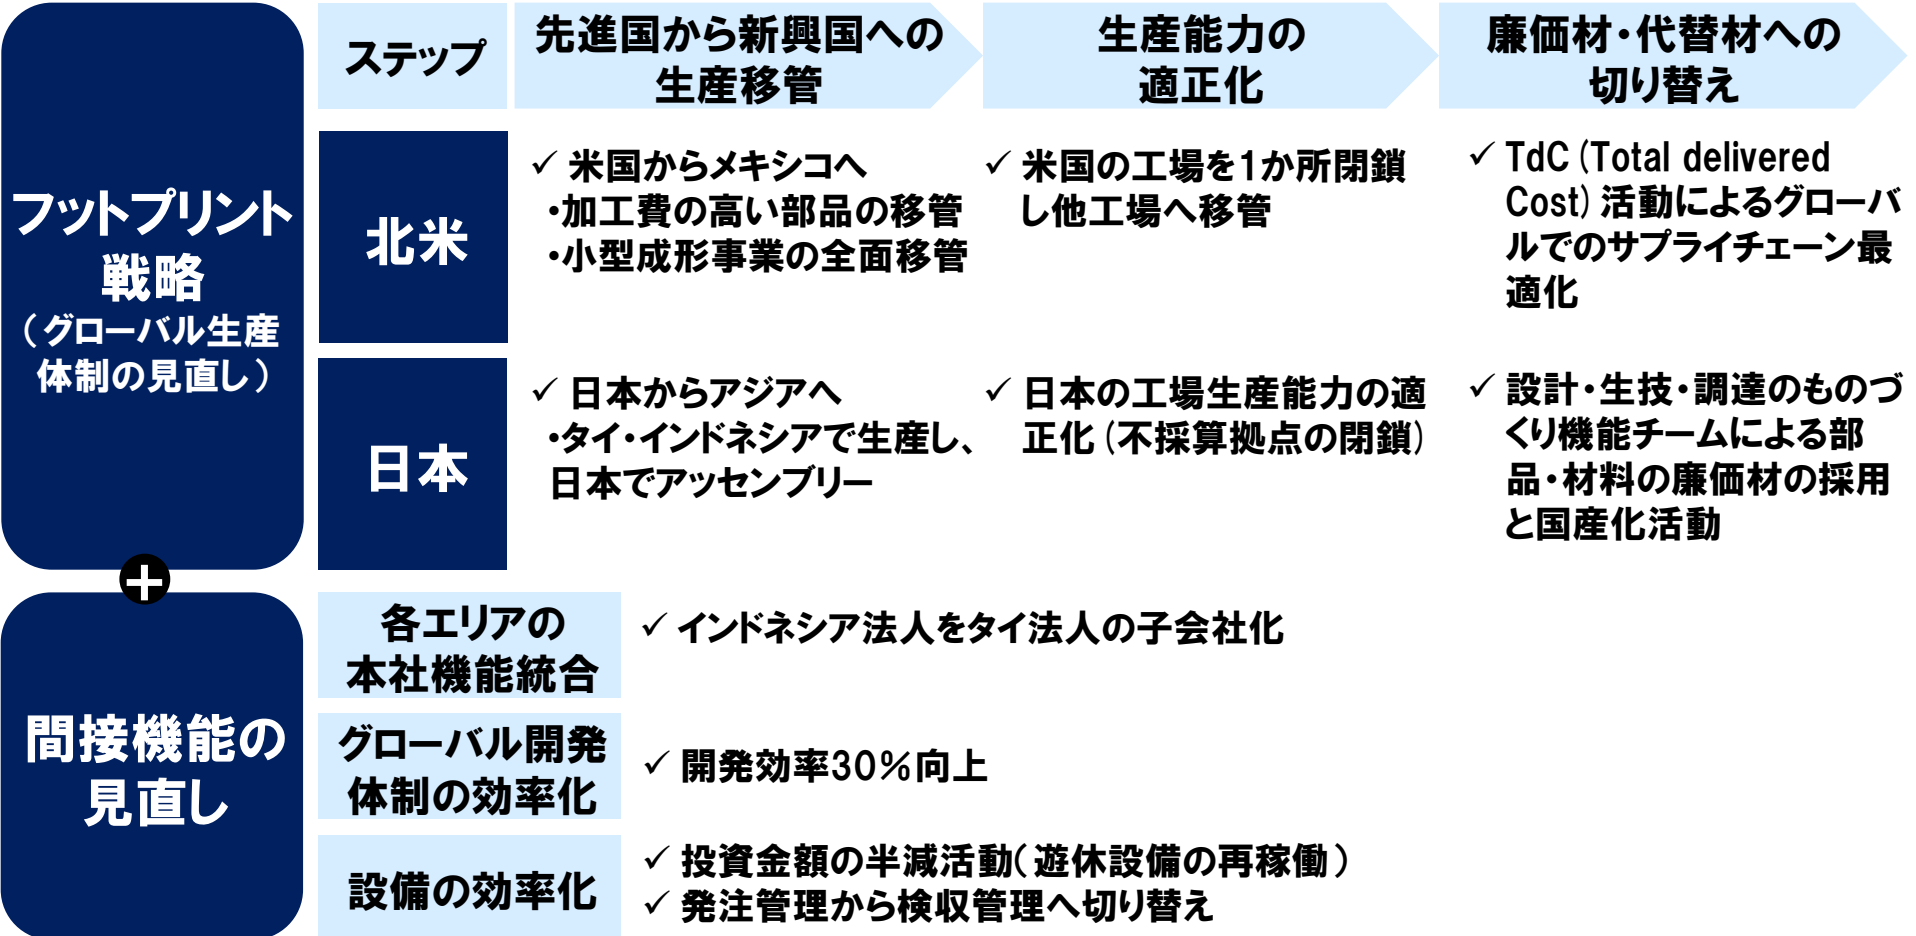 フットプリント
戦略
（グローバル生産
体制の見直し）
ステップ
先進国から新興国への
生産移管
生産能力の
適正化
廉価材・代替材への
切り替え
北米
✓ 米国からメキシコへ
・加工費の高い部品の移管
・小型成形事業の全面移管
✓ 米国の工場を1か所閉鎖
し他工場へ移管
✓ TdC(Total delivered
Cost)活動によるグローバ
ルでのサプライチェーン最
適化
日本
✓ 日本からアジアへ
・タイ・インドネシアで生産し、
日本でアッセンブリー
✓ 日本の工場生産能力の適
正化(不採算拠点の閉鎖)
✓ 設計・生技・調達のものづ
くり機能チームによる部
品・材料の廉価材の採用
と国産化活動
+
間接機能の
見直し
各エリアの
本社機能統合
✓ インドネシア法人をタイ法人の子会社化
グローバル開発
体制の効率化
✓ 開発効率30%向上
設備の効率化
✓ 投資金額の半減活動(遊休設備の再稼働)
✓ 発注管理から検収管理へ切り替え